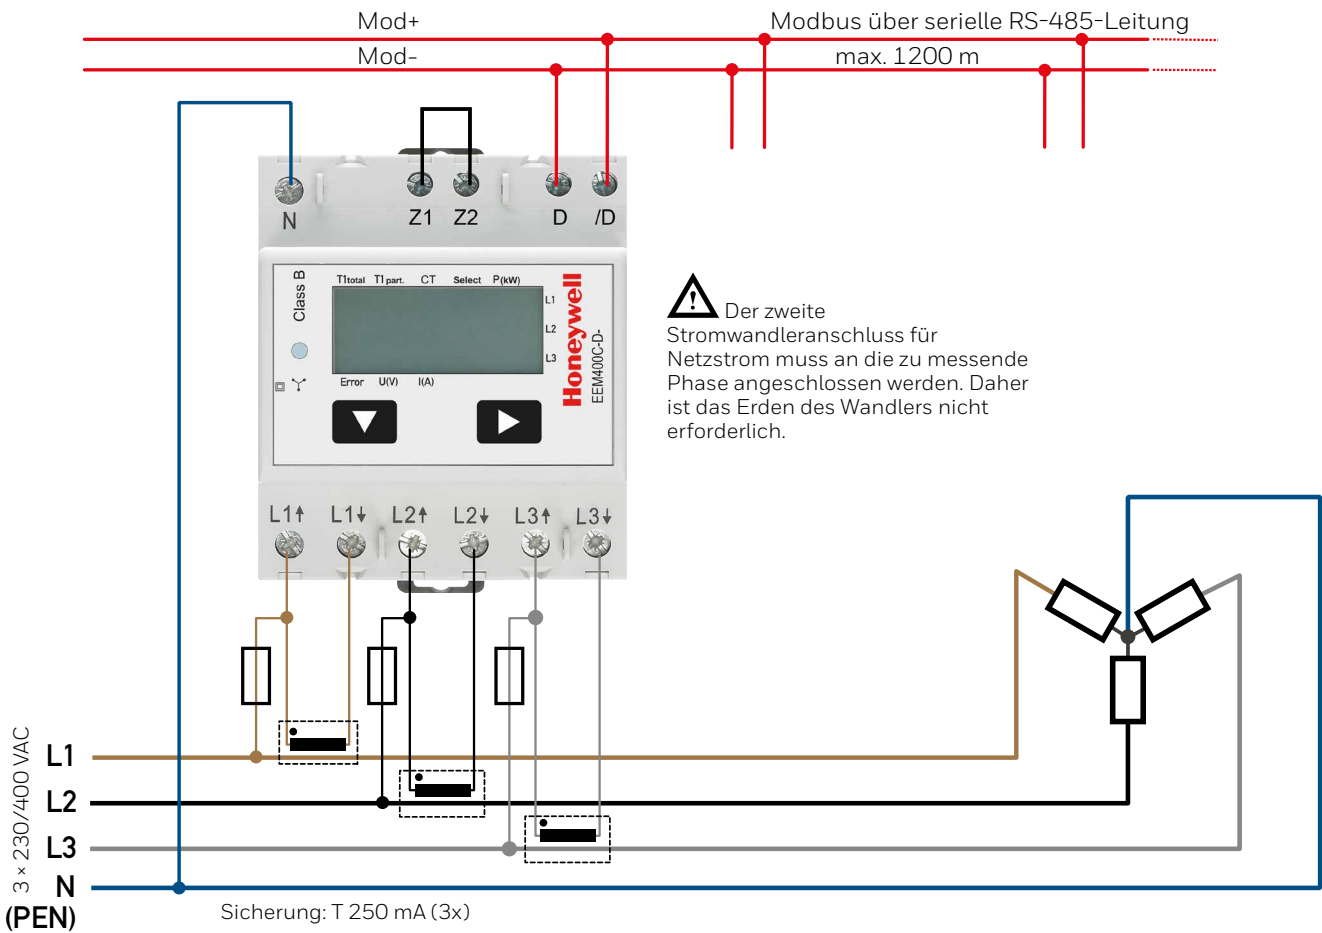 Mod+
Modbus über serielle RS-485-Leitung
Mod-
max. 1200 m
N
Z1
Z2
D
/D
Class B
T1total
T1 part.
CT
Select
P(kW)
L1
L2
L3
Error
U(V)
I(A)
Honeywell
EEM400C-D-
Der zweite
Stromwandleranschluss für
Netzstrom muss an die zu messende
Phase angeschlossen werden. Daher
ist das Erden des Wandlers nicht
erforderlich.
L1↑
L1↓
L2↑
L2↓
L3↑
L3↓
3 × 230/400 VAC
L1
L2
L3
N
(PEN)
Sicherung: T 250 mA (3x)